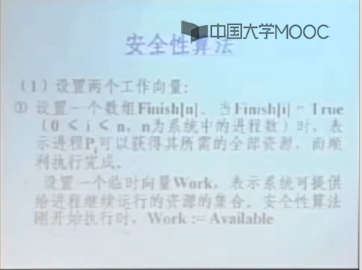 中国大学MOOC
安全性算法
（1）设置两个工作向量：
① 设置一个数组Finish[n]。当Finish[i]＝True
（0＜i＜n，n为系统中的进程数）时，表
示进程Pi可以获得其所需的全部资源，而顺
利执行完成。
设置一个临时向量Work，表示系统可提供
给进程继续运行的资源的集合。安全性算法
刚开始执行时，Work := Available